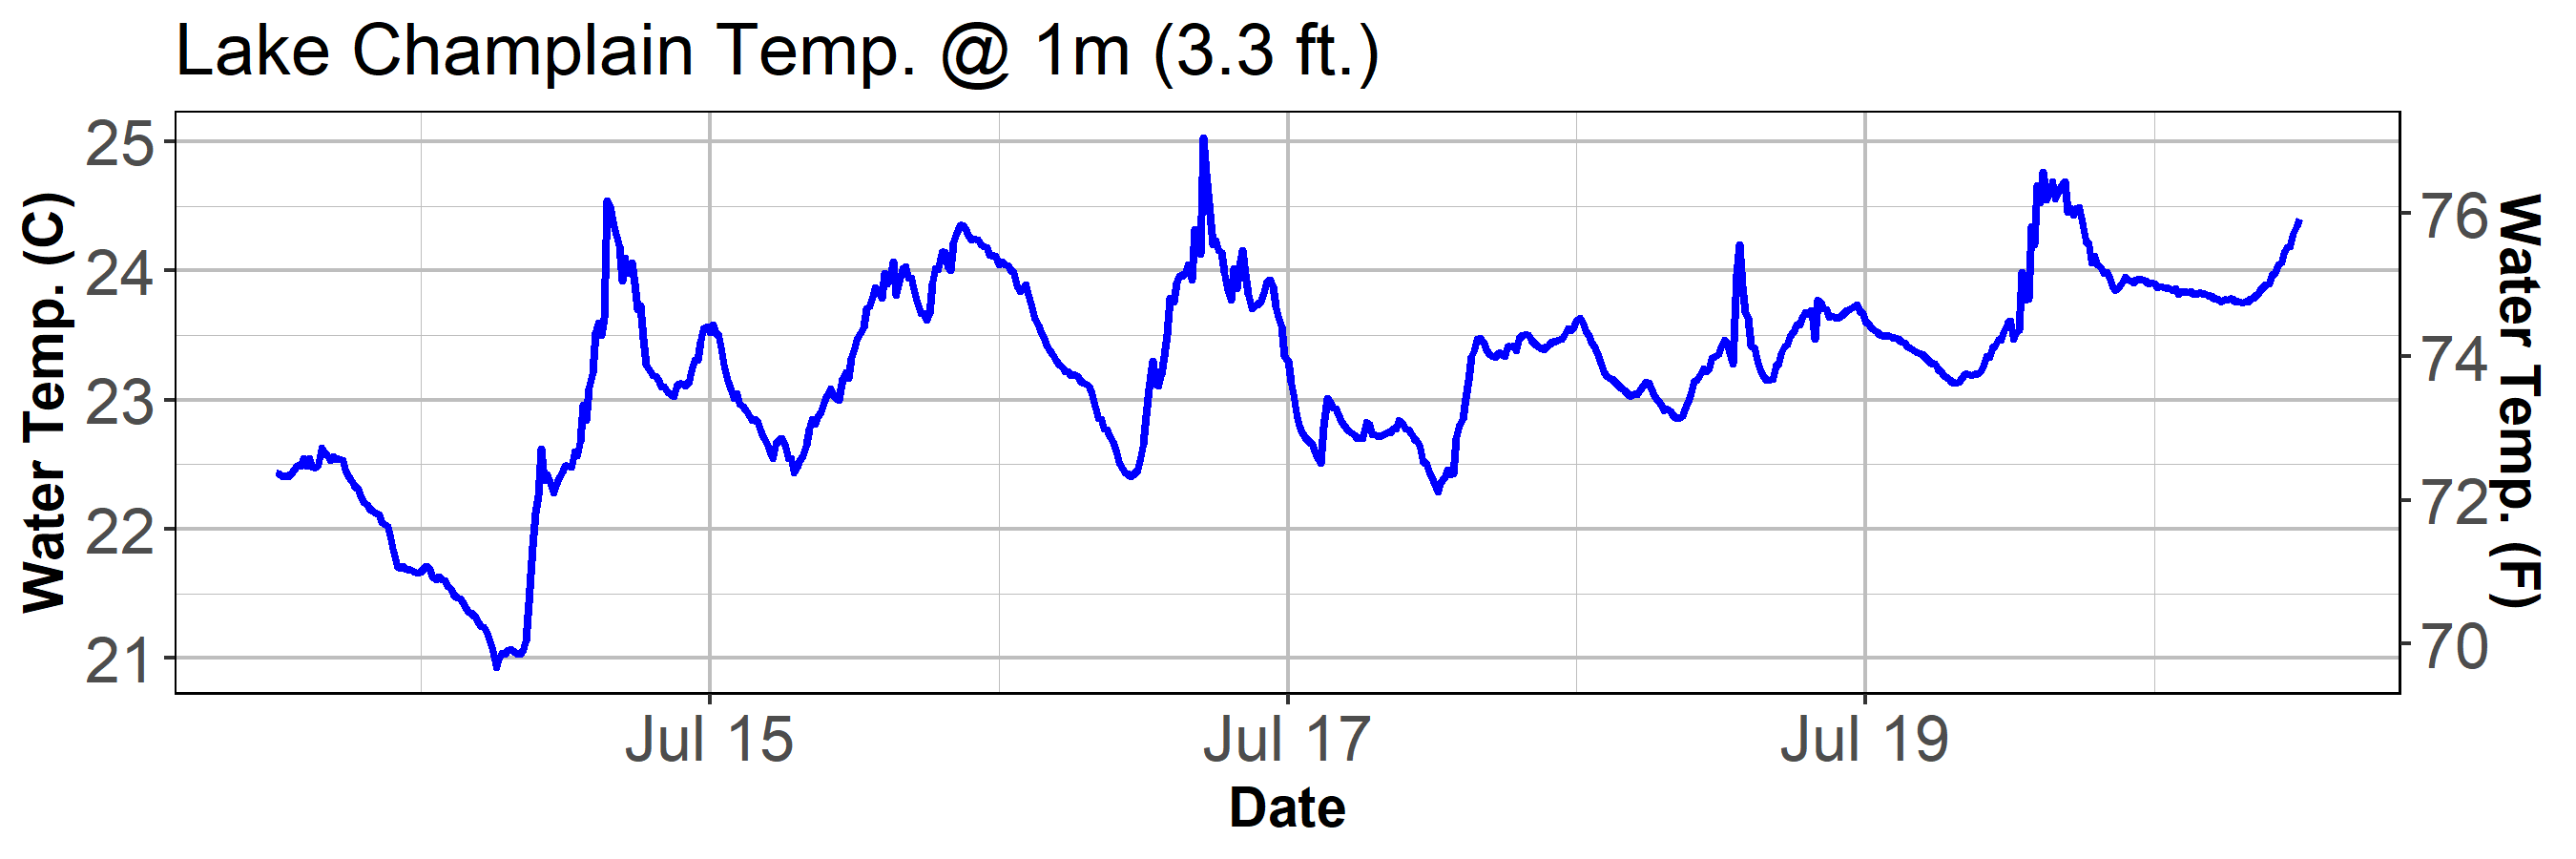 Lake Champlain Temp. @ 1m (3.3 ft.)
Water Temp. (C)
25
24
23
22
21
76
74
72
70
Water Temp. (F)
Jul 15
Jul 17
Jul 19
Date